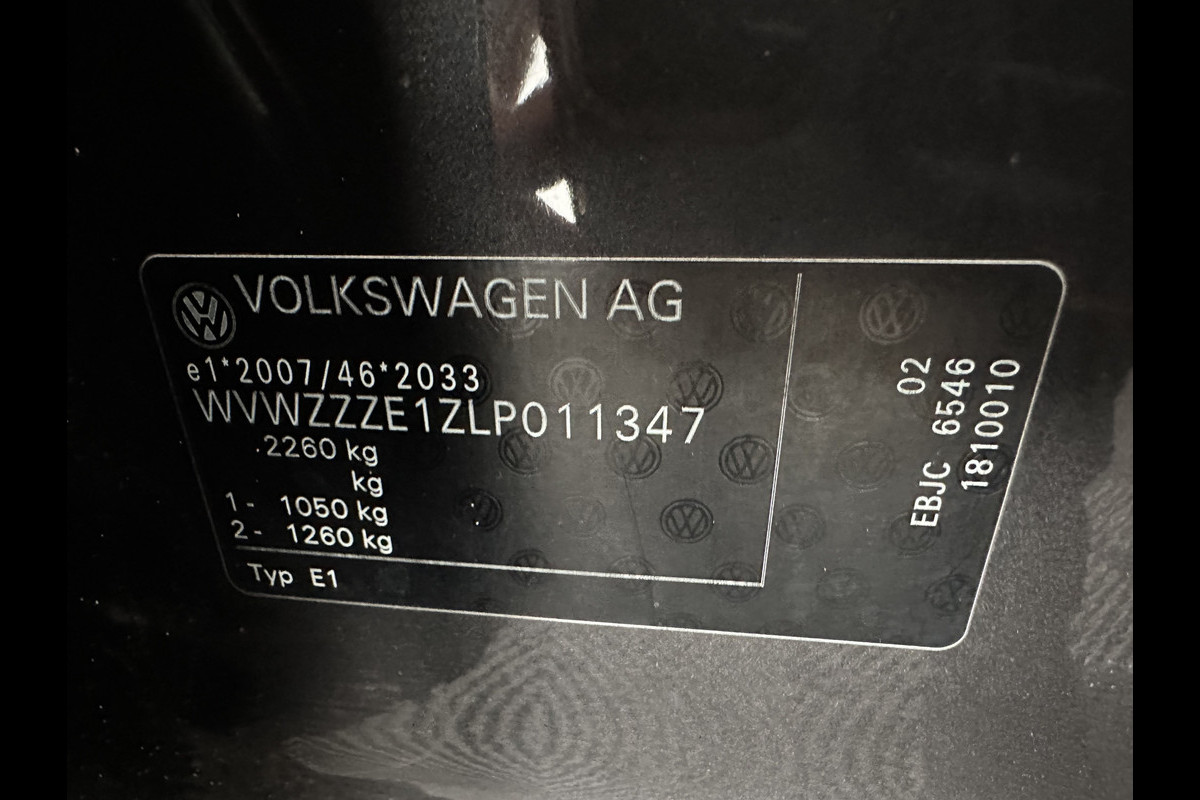 VOLKSWAGEN AG
e1*2007/46*2033
WVWZZZE1ZLP011347
2260 kg
kg
1- 1050 kg
2- 1260 kg
Typ E1
02
EBJC 6546
1810010